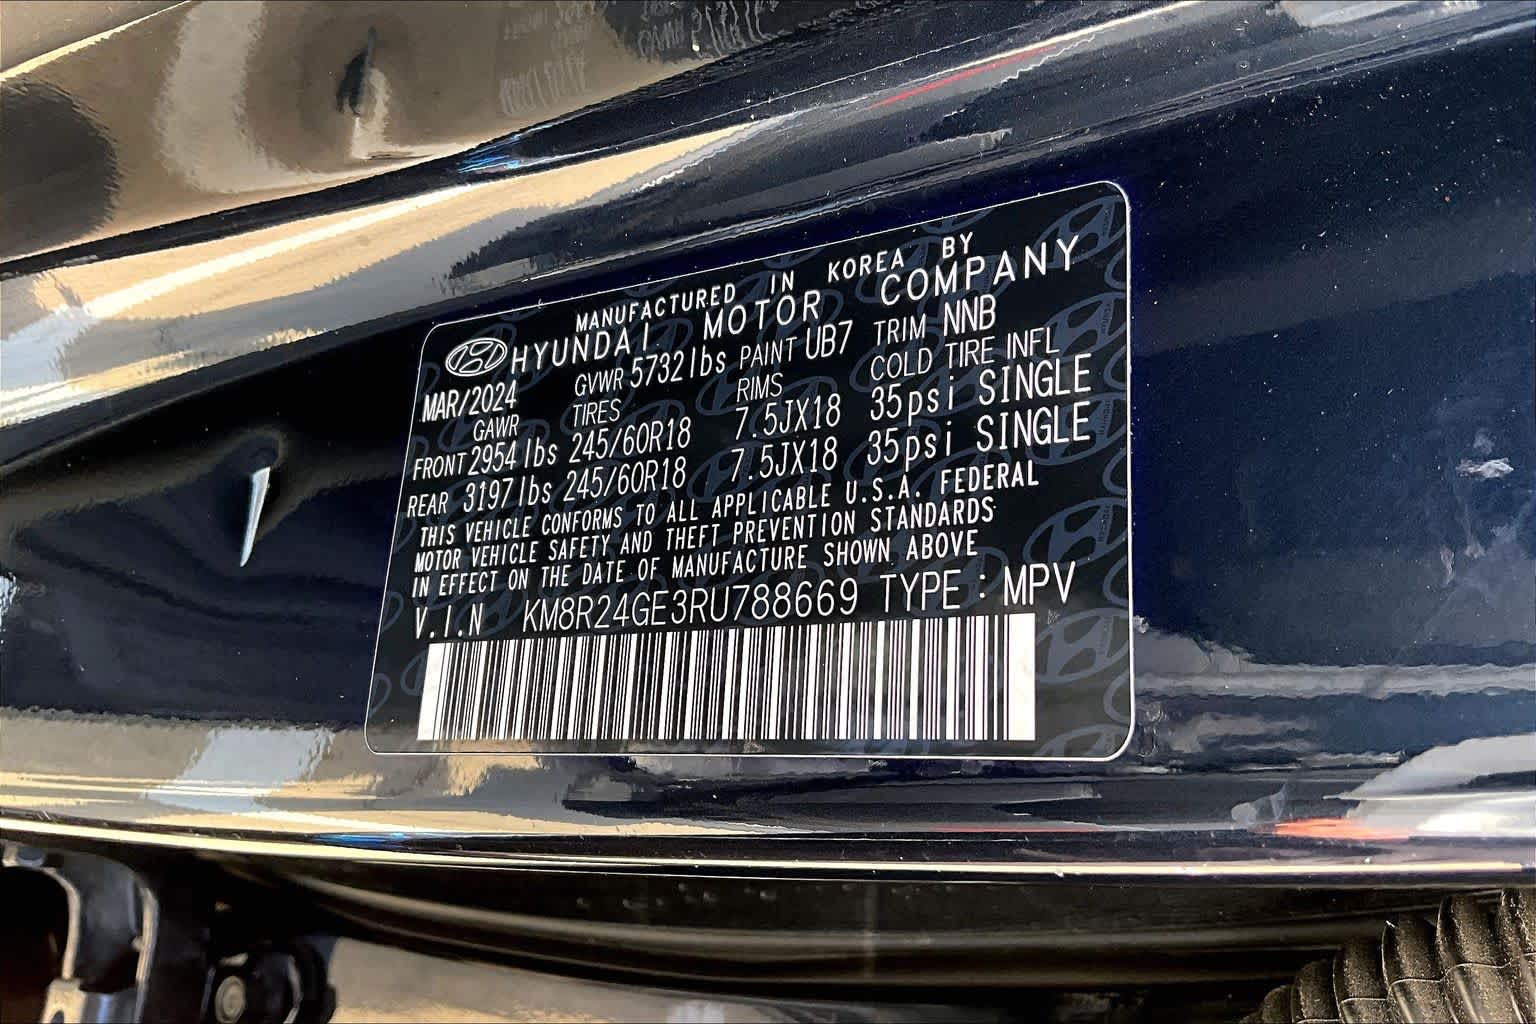 MANUFACTURED IN KOREA BY
HYUNDAI MOTOR COMPANY
MAR/2024 GVWR 5732lbs PAINT UB7 TRIM NNB
GAWR TIRES RIMS COLD TIRE INFL
FRONT 2954lbs 245/60R18 7.5JX18 35psi SINGLE
REAR 3197lbs 245/60R18 7.5JX18 35psi SINGLE
THIS VEHICLE CONFORMS TO ALL APPLICABLE U.S.A. FEDERAL
MOTOR VEHICLE SAFETY AND THEFT PREVENTION STANDARDS
IN EFFECT ON THE DATE OF MANUFACTURE SHOWN ABOVE
V.I.N KM8R24GE3RU788669 TYPE : MPV